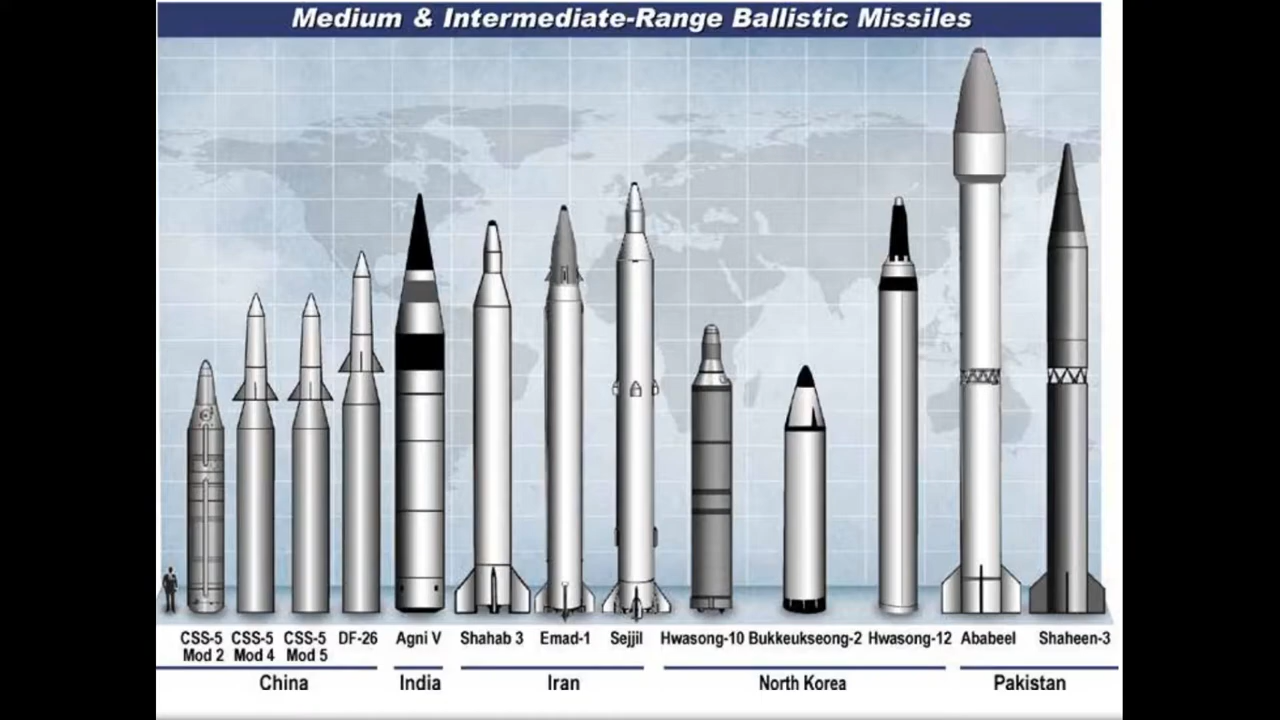 Medium & Intermediate-Range Ballistic Missiles
CSS-5 Mod 2
CSS-5 Mod 4
CSS-5 Mod 5
DF-26
Agni V
Shahab 3
Emad-1
Sejjil
Hwasong-10
Bukkeukseong-2
Hwasong-12
Ababeel
Shaheen-3
China
India
Iran
North Korea
Pakistan